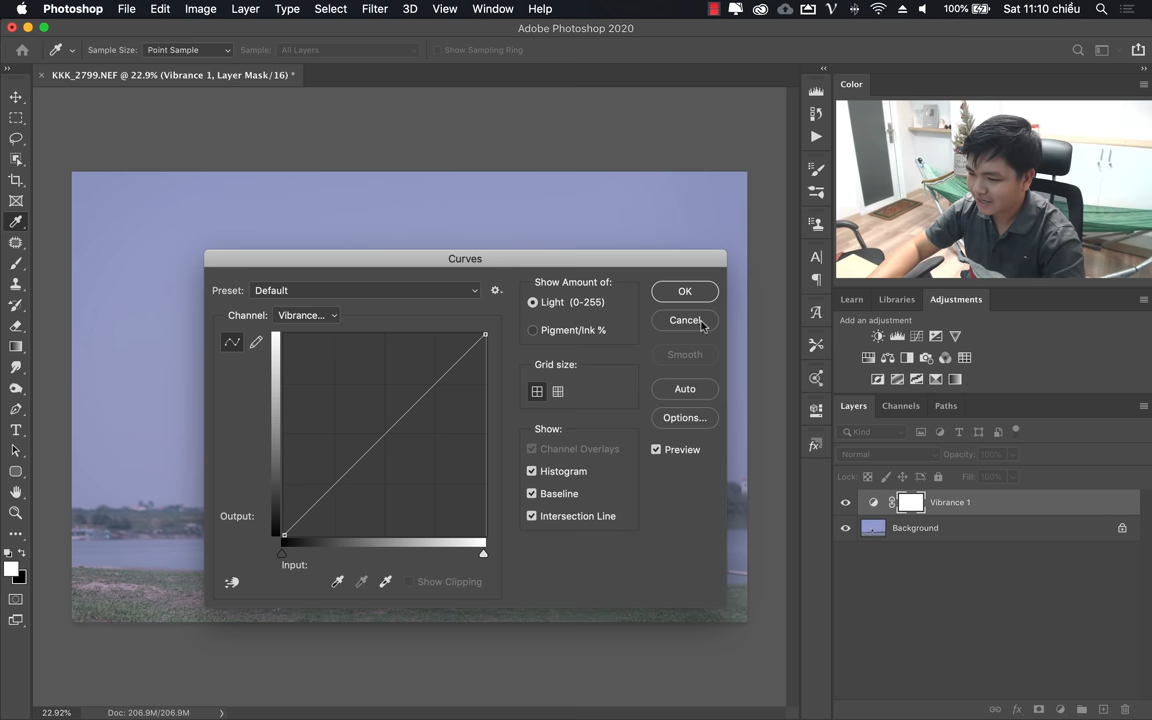 Photoshop File Edit Image Layer Type Select Filter 3D View Window Help 100% Sat 11:10 chiều
Adobe Photoshop 2020
Sample Size: Point Sample Sample: All Layers Show Sampling Ring
KKK_2799.NEF @ 22.9% (Vibrance 1, Layer Mask/16) *
Color
Curves
Preset: Default
Channel: Vibrance...
Output:
Input:
Show Clipping
Show Amount of:
Light (0-255)
Pigment/Ink %
Grid size:
Show:
Channel Overlays
Histogram
Baseline
Intersection Line
OK
Cancel
Smooth
Auto
Options...
Preview
Learn Libraries Adjustments
Add an adjustment
Layers Channels Paths
Kind
Normal Opacity: 100%
Lock: Fill: 100%
Vibrance 1
Background
22.92% Doc: 206.9M/206.9M